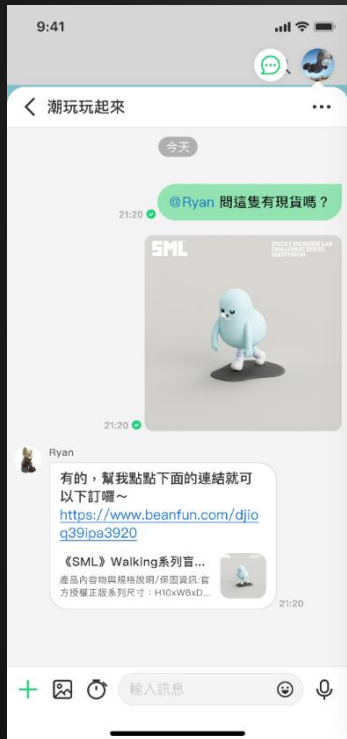 9:41
潮玩玩起來
今天
@Ryan 問這隻有現貨嗎？
21:20
SML
STICKY MONSTER LAB
21:20
Ryan
有的，幫我點點下面的連結就可
以下訂囉～
https://www.beanfun.com/djio
q39ipa3920
《SML》Walking系列盲...
產品內容物與規格說明/保固資訊:官
方授權正版系列尺寸：H10xW6xD...
21:20
輸入訊息